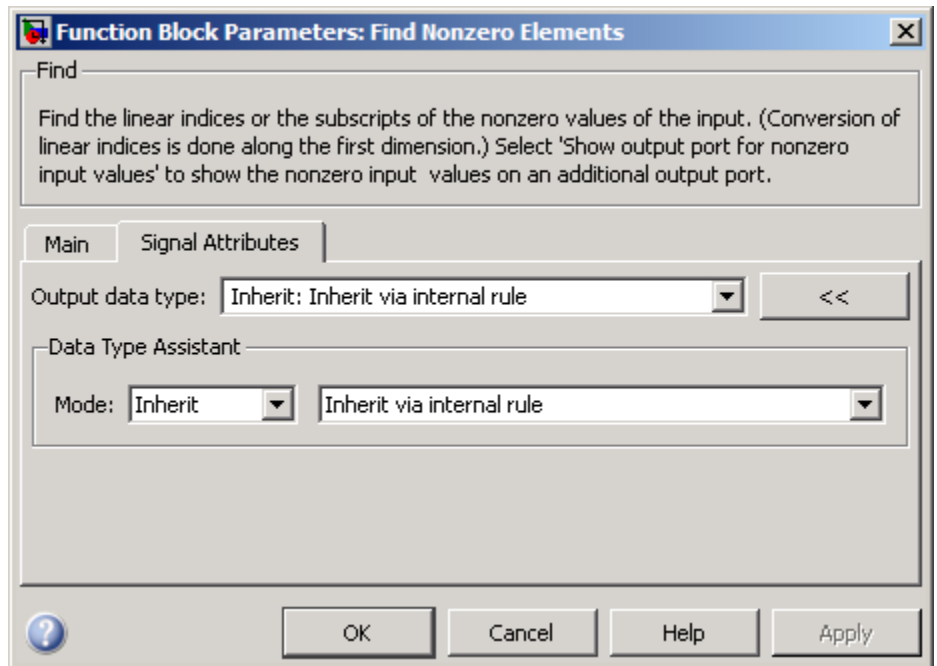 Function Block Parameters: Find Nonzero Elements
Find
Find the linear indices or the subscripts of the nonzero values of the input. (Conversion of
linear indices is done along the first dimension.) Select 'Show output port for nonzero
input values' to show the nonzero input  values on an additional output port.
Main Signal Attributes
Output data type: Inherit: Inherit via internal rule <<
Data Type Assistant
Mode: Inherit Inherit via internal rule
? OK Cancel Help Apply